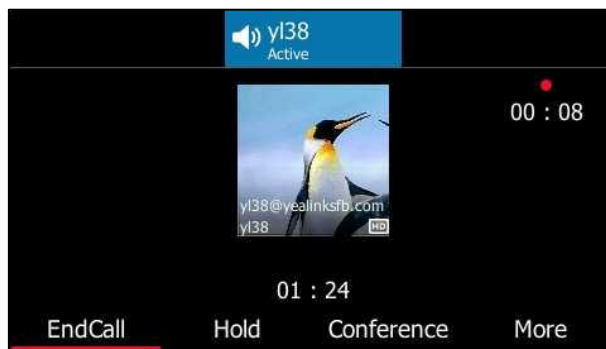 yl38
Active
00 : 08
yl38@yealinksfb.com
yl38 HD
01 : 24
EndCall Hold Conference More